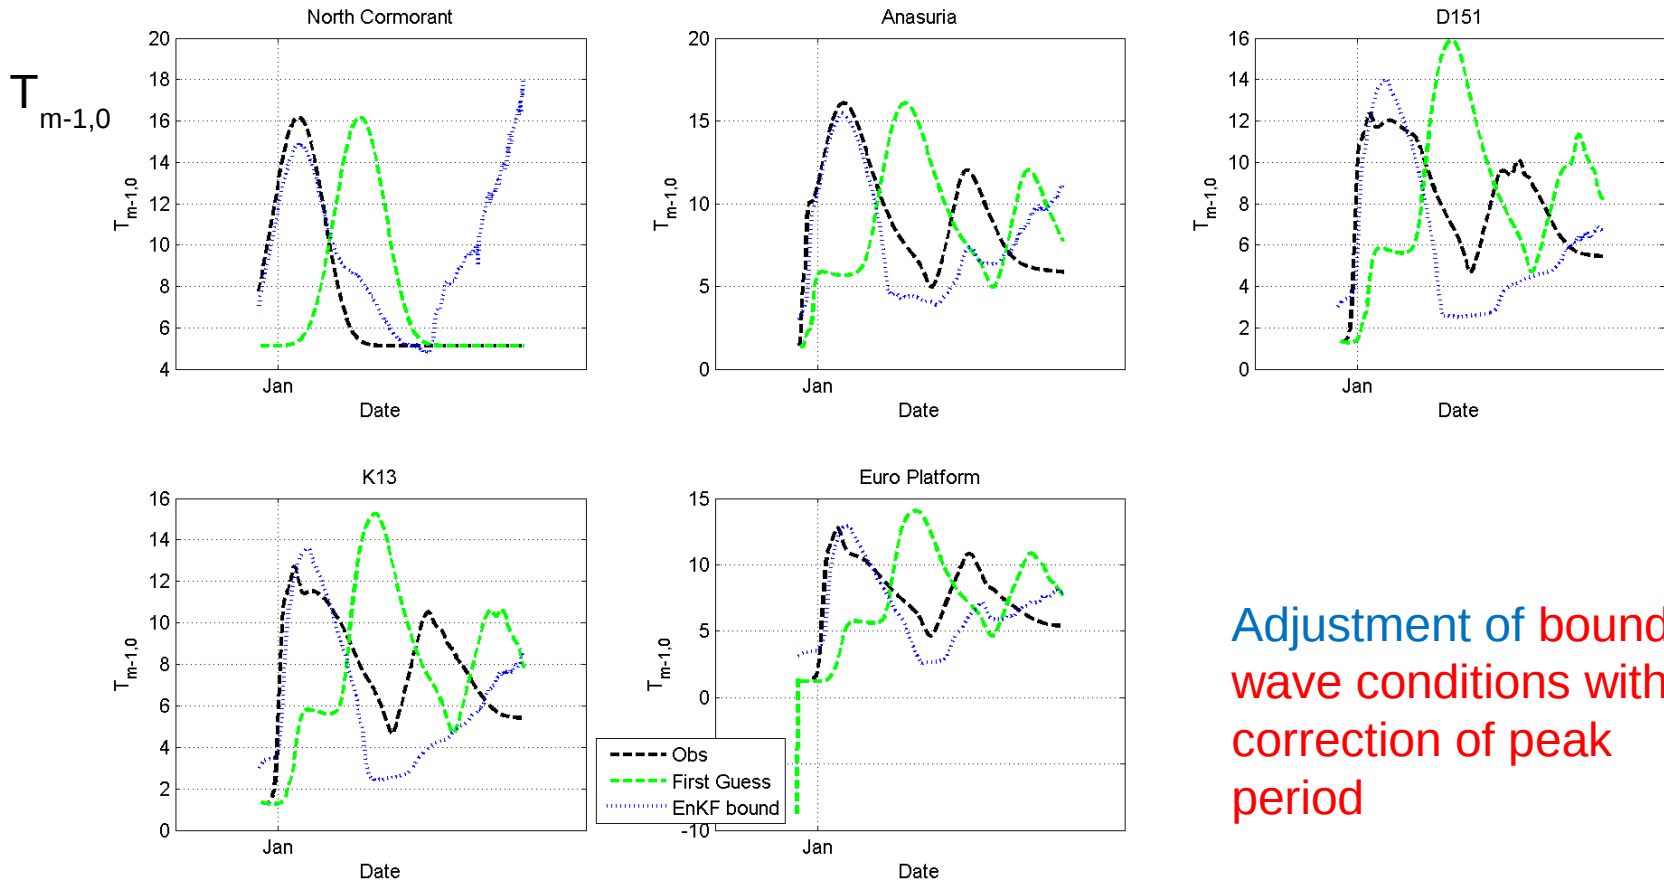 T m-1,0
North Cormorant
20
18
16
14
12
10
8
6
4
T m-1,0
Jan
Date
Anasuria
20
15
10
5
0
T m-1,0
Jan
Date
D151
16
14
12
10
8
6
4
2
0
T m-1,0
Jan
Date
K13
16
14
12
10
8
6
4
2
0
T m-1,0
Jan
Date
Euro Platform
15
10
5
0
-10
T m-1,0
Jan
Date
Obs
First Guess
EnKF bound
Adjustment of bound
wave conditions with
correction of peak
period